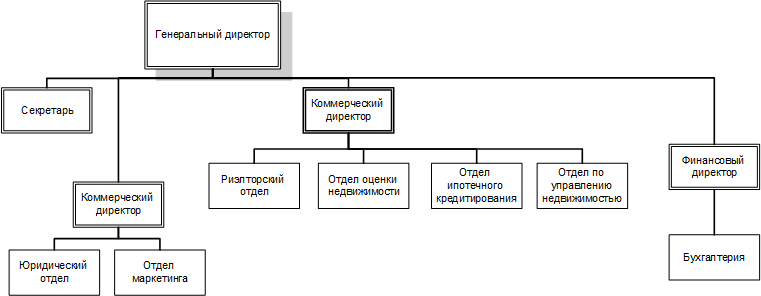 Генеральный директор
Секретарь
Коммерческий
директор
Риэлторский
отдел
Отдел оценки
недвижимости
Отдел
ипотечного
кредитирования
Отдел по
управлению
недвижимостью
Финансовый
директор
Коммерческий
директор
Юридический
отдел
Отдел
маркетинга
Бухгалтерия